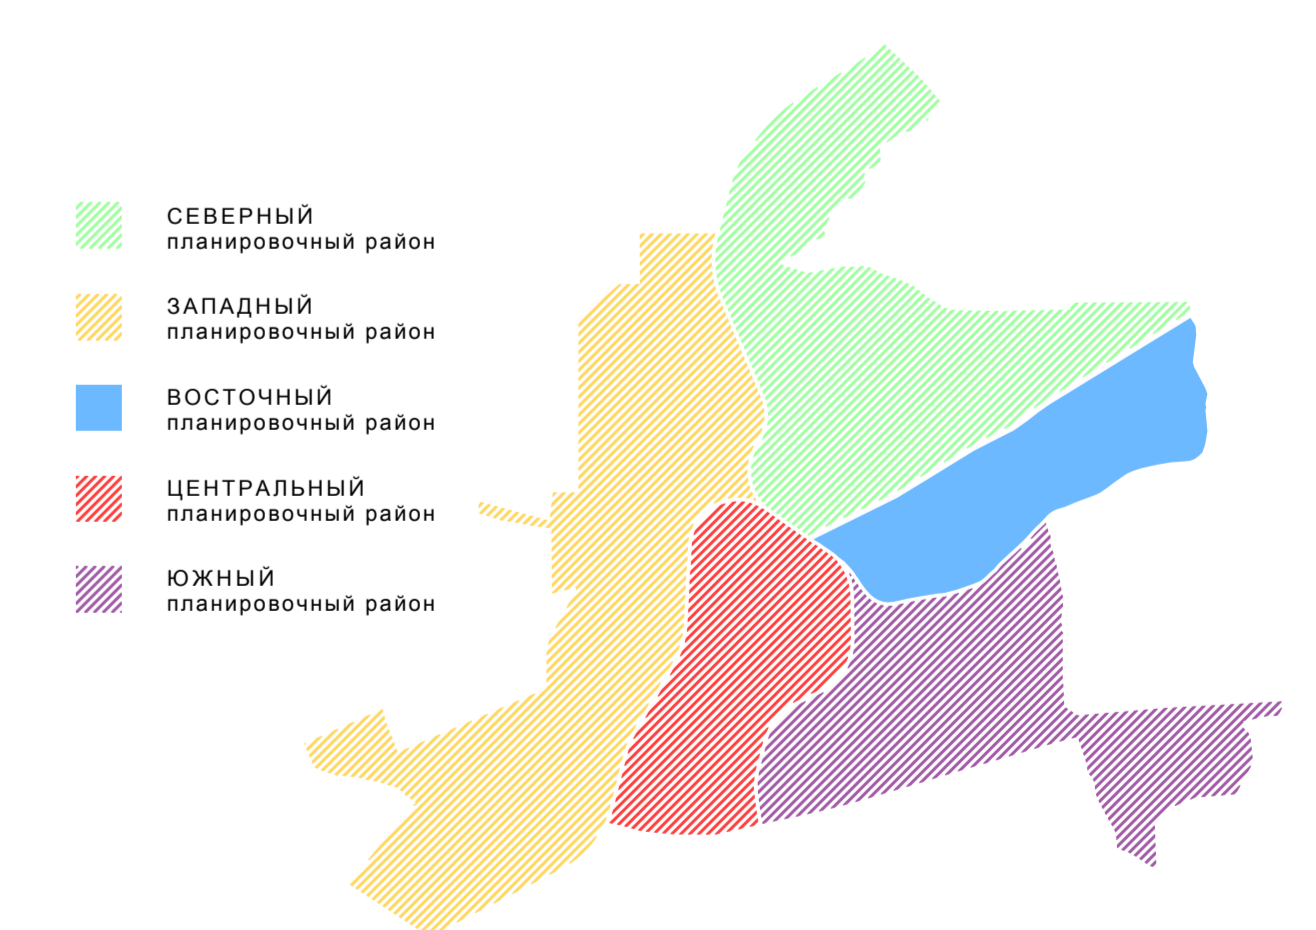 СЕВЕРНЫЙ
планировочный район
ЗАПАДНЫЙ
планировочный район
ВОСТОЧНЫЙ
планировочный район
ЦЕНТРАЛЬНЫЙ
планировочный район
ЮЖНЫЙ
планировочный район